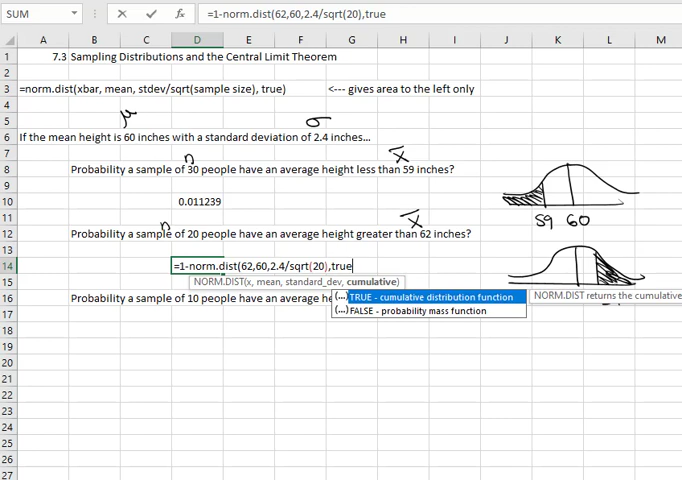 SUM
=1-norm.dist(62,60,2.4/sqrt(20),true
A B C D E F G H I J K L M
1 7.3 Sampling Distributions and the Central Limit Theorem
2
3 =norm.dist(xbar, mean, stdev/sqrt(sample size), true) <--- gives area to the left only
4
5 μ σ
6 If the mean height is 60 inches with a standard deviation of 2.4 inches...
7 n x̄
8 Probability a sample of 30 people have an average height less than 59 inches?
9
10 0.011239
59 60
11 n x̄
12 Probability a sample of 20 people have an average height greater than 62 inches?
13
14 =1-norm.dist(62,60,2.4/sqrt(20),true
15 NORM.DIST(x, mean, standard_dev, cumulative)
(...) TRUE - cumulative distribution function NORM.DIST returns the cumulative
16 Probability a sample of 10 people have an average he
(...) FALSE - probability mass function
17
18
19
20
21
22
23
24
25
26
27